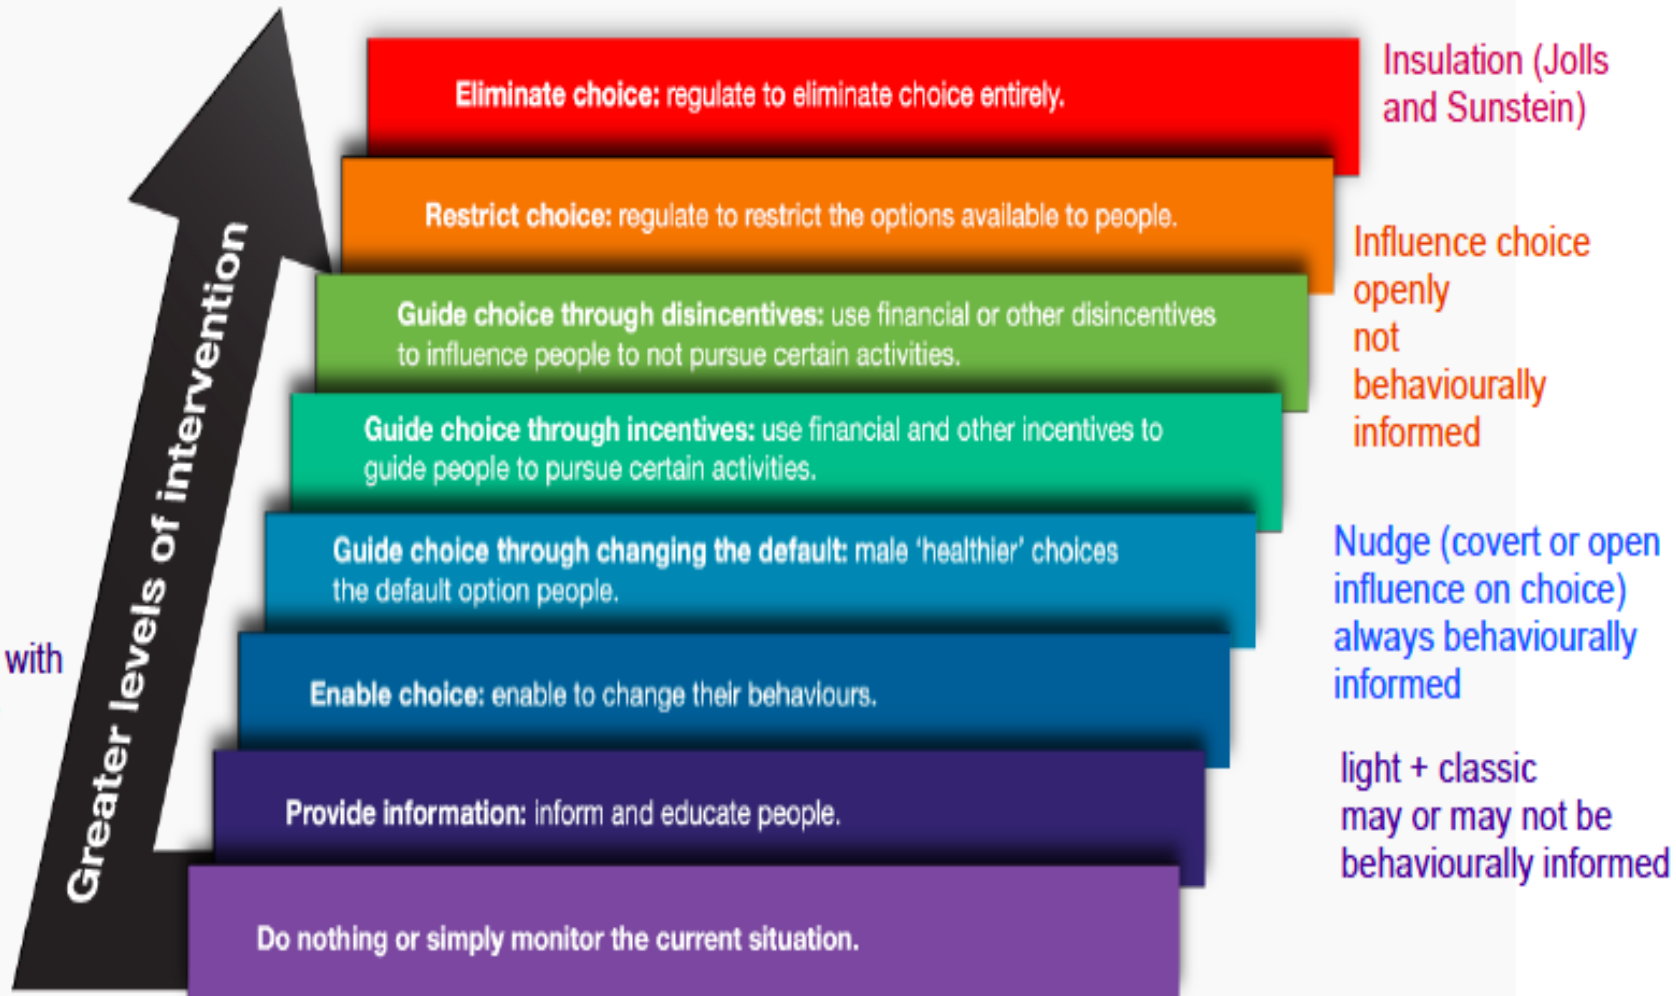 Eliminate choice: regulate to eliminate choice entirely.
Insulation (Jolls
and Sunstein)
Restrict choice: regulate to restrict the options available to people.
Influence choice
openly
not
behaviourally
informed
Guide choice through disincentives: use financial or other disincentives
to influence people to not pursue certain activities.
Guide choice through incentives: use financial and other incentives to
guide people to pursue certain activities.
Guide choice through changing the default: male ‘healthier’ choices
the default option people.
Nudge (covert or open
influence on choice)
always behaviourally
informed
Enable choice: enable to change their behaviours.
with
Provide information: inform and educate people.
light + classic
may or may not be
behaviourally informed
Do nothing or simply monitor the current situation.
Greater levels of intervention